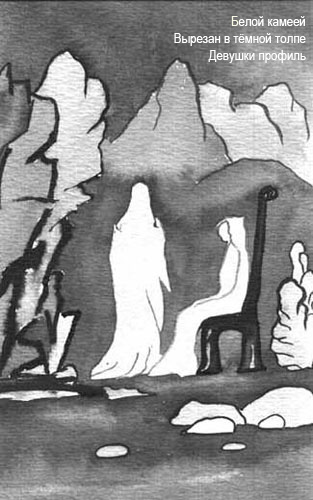 Белой камеей
Вырезан в тёмной толпе
Девушки профиль